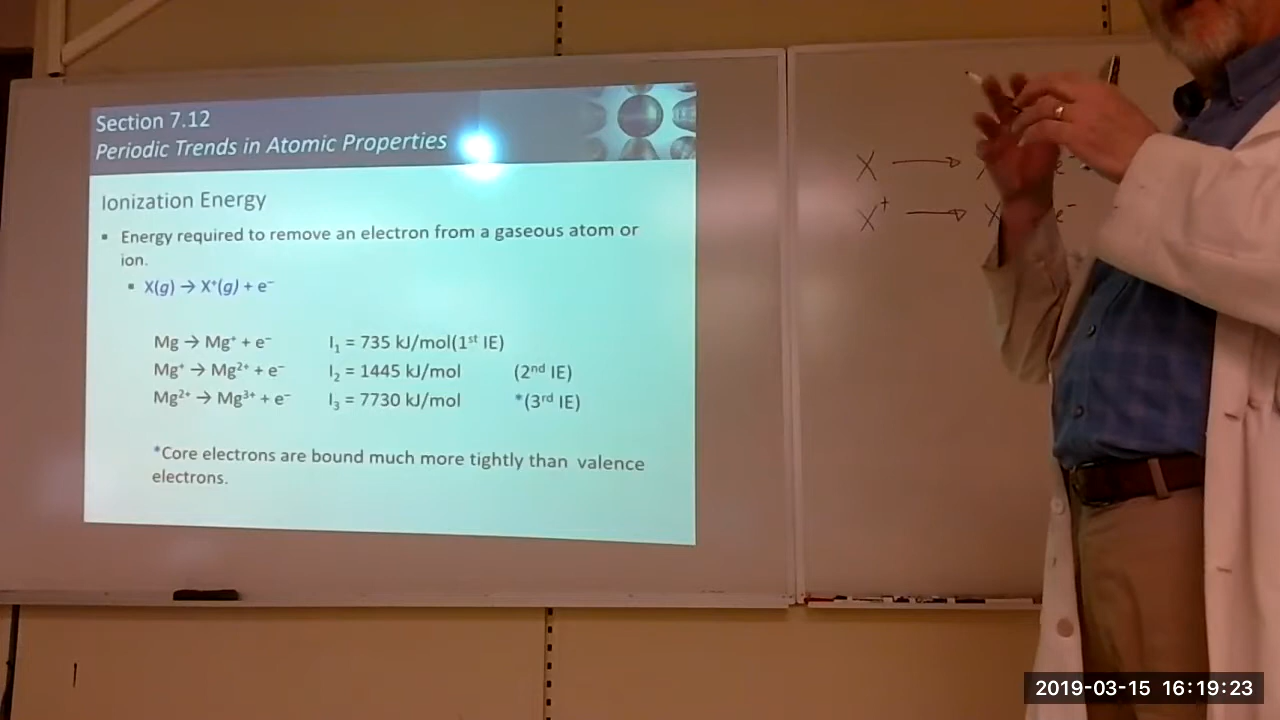 Section 7.12
Periodic Trends in Atomic Properties
Ionization Energy
▪ Energy required to remove an electron from a gaseous atom or
ion.
▪ X(g) → X⁺(g) + e⁻
Mg → Mg⁺ + e⁻ I₁ = 735 kJ/mol(1ˢᵗ IE)
Mg⁺ → Mg²⁺ + e⁻ I₂ = 1445 kJ/mol (2ⁿᵈ IE)
Mg²⁺ → Mg³⁺ + e⁻ I₃ = 7730 kJ/mol *(3ʳᵈ IE)
*Core electrons are bound much more tightly than valence
electrons.
X → e⁻
X⁺ → X e⁻
2019-03-15 16:19:23